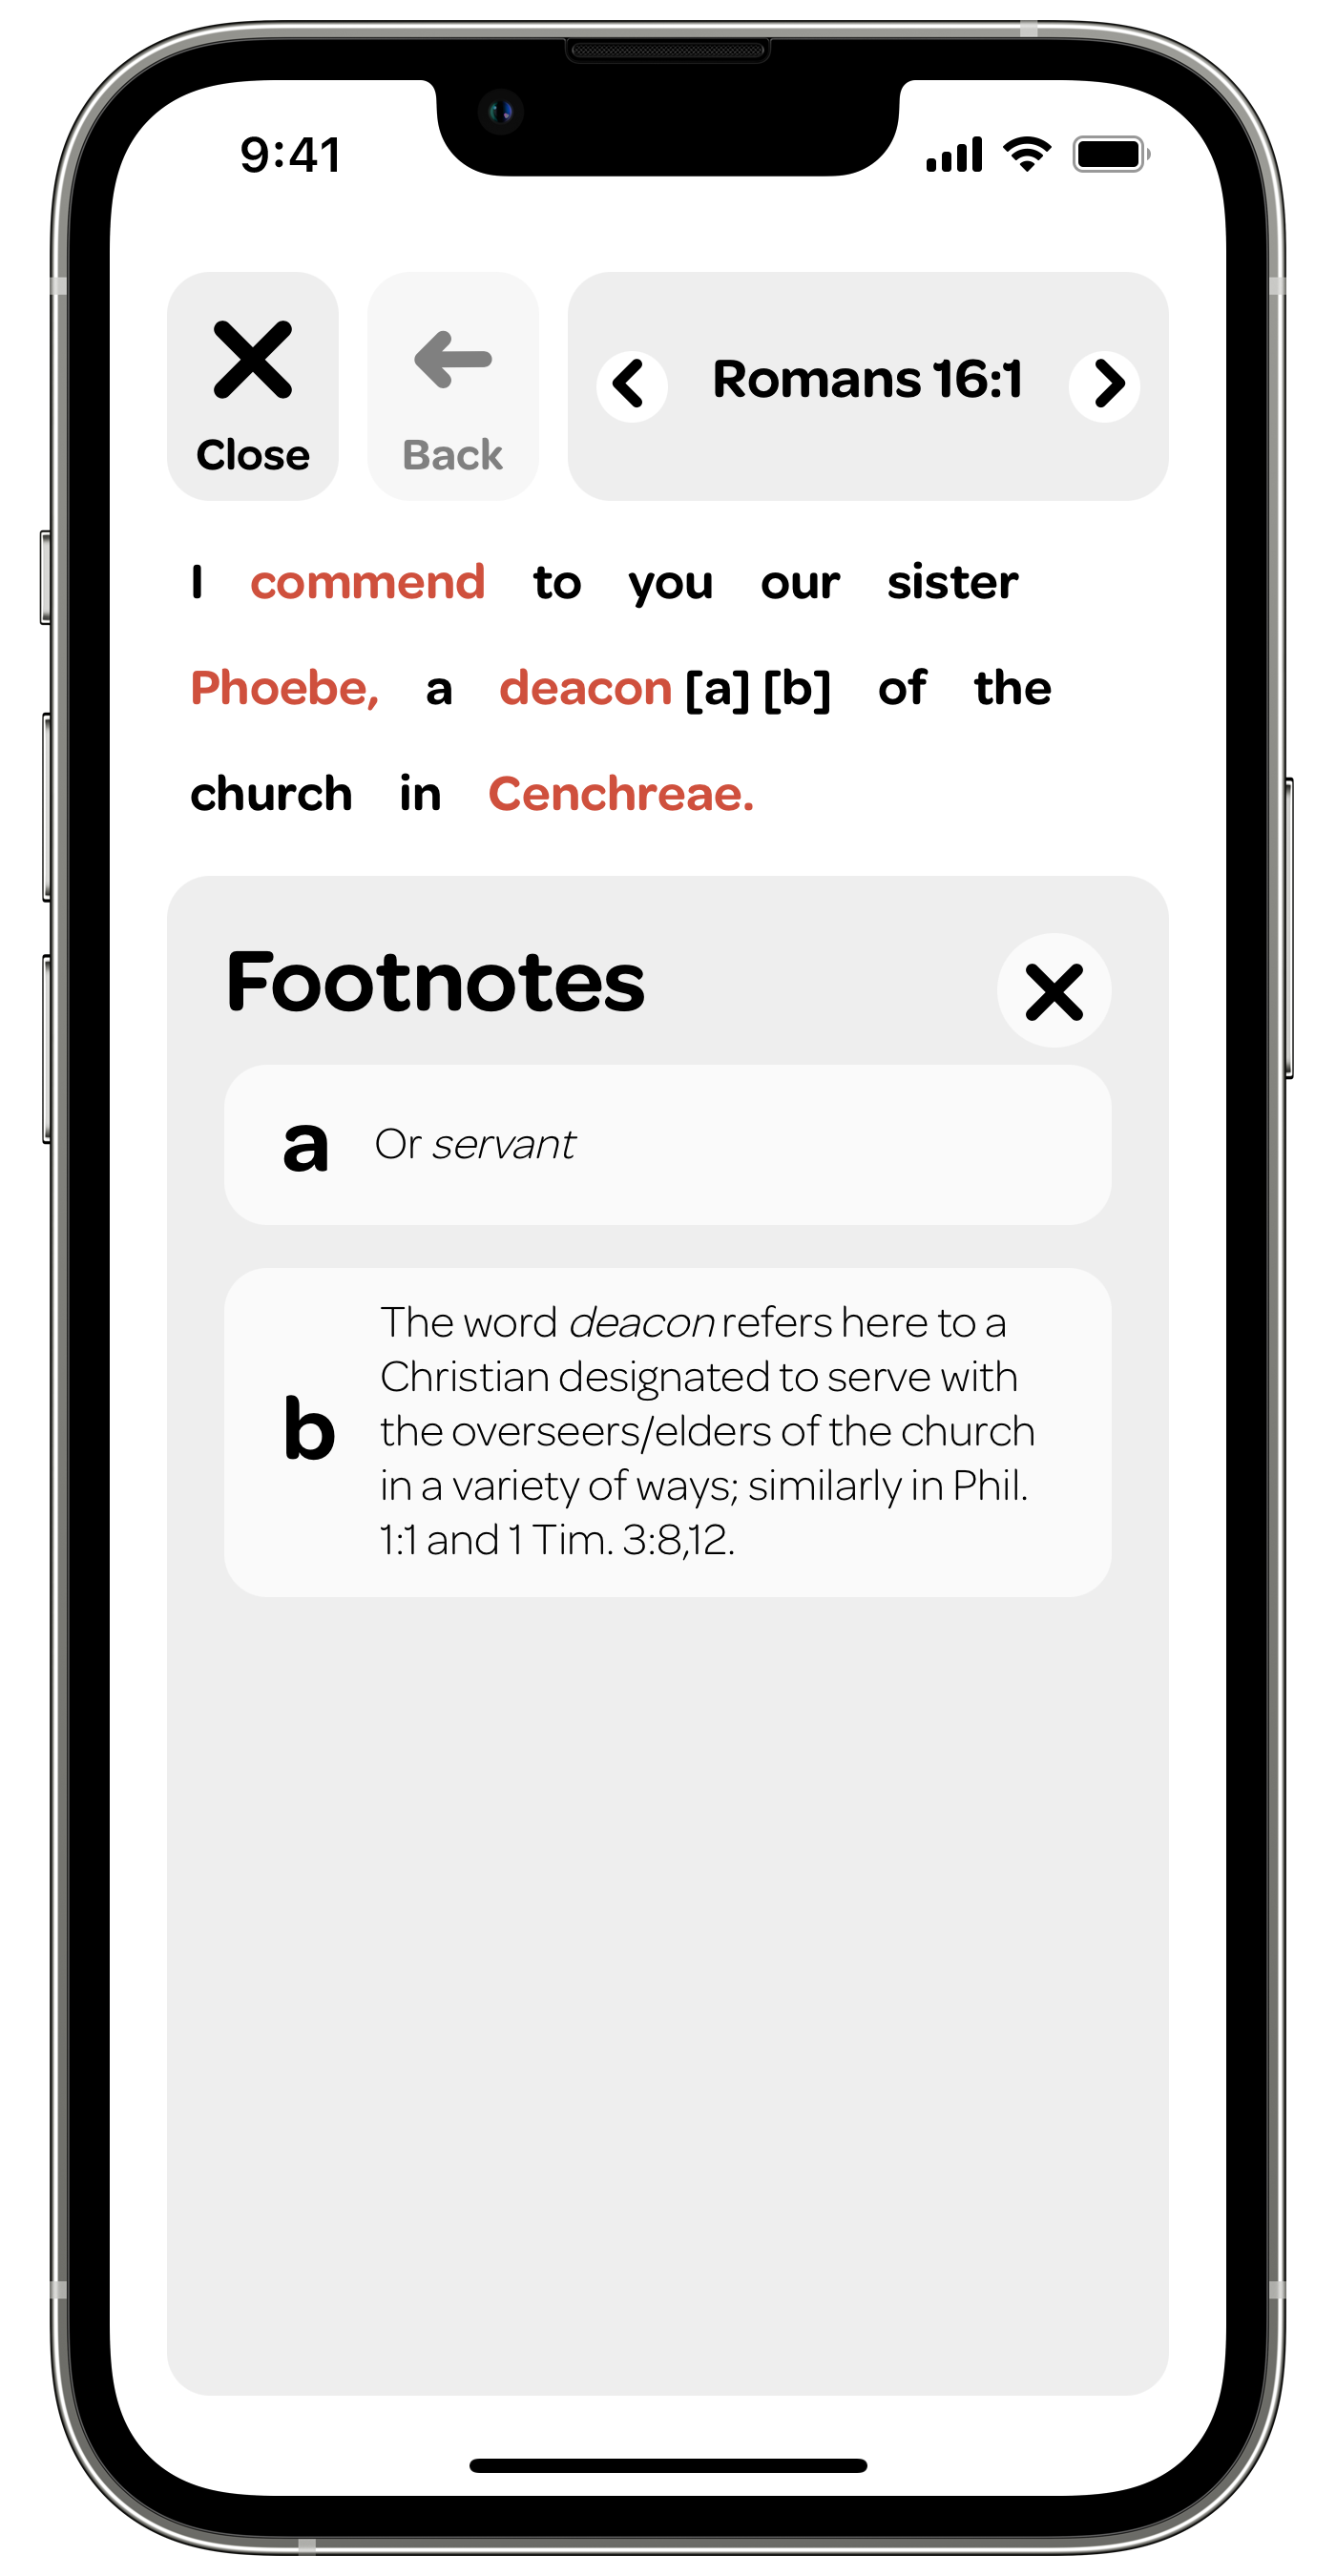 9:41
Close
Back
Romans 16:1
I commend to you our sister
Phoebe, a deacon [a] [b] of the
church in Cenchreae.
Footnotes
a
Or servant
b
The word deacon refers here to a
Christian designated to serve with
the overseers/elders of the church
in a variety of ways; similarly in Phil.
1:1 and 1 Tim. 3:8,12.